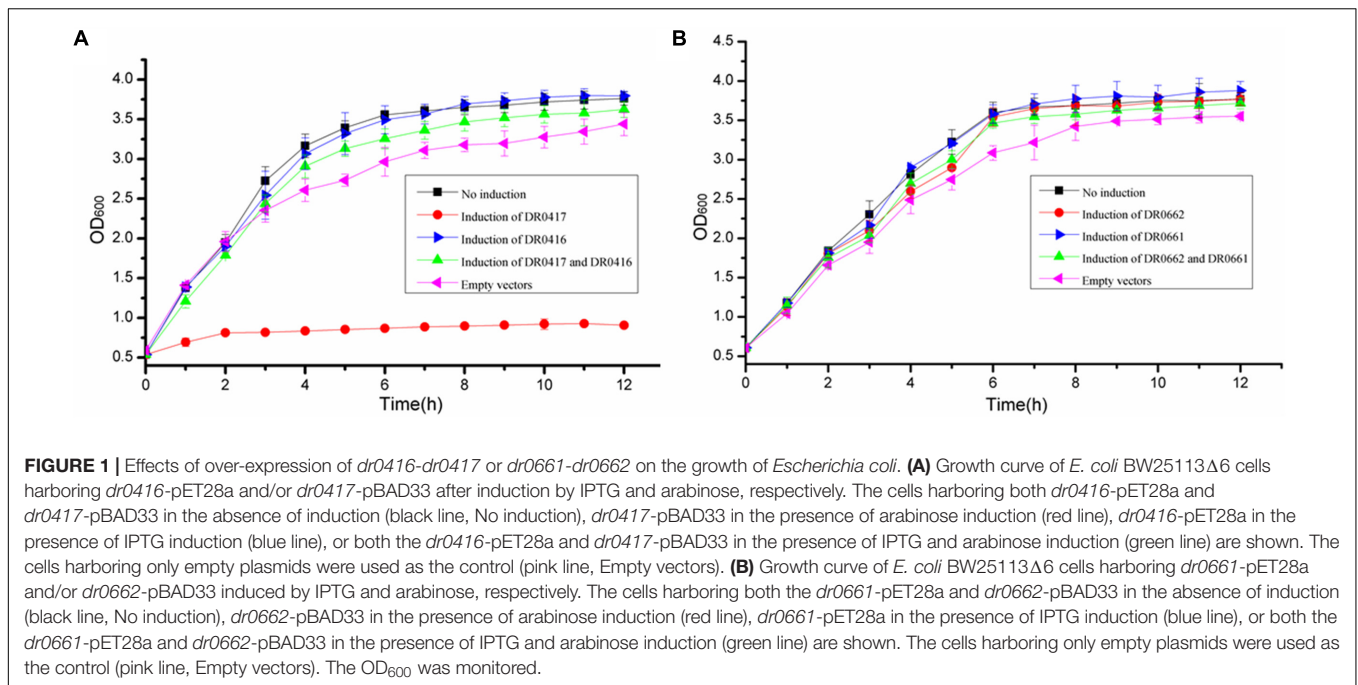 A
OD600
4.0
3.5
3.0
2.5
2.0
1.5
1.0
0.5
No induction
Induction of DR0417
Induction of DR0416
Induction of DR0417 and DR0416
Empty vectors
0 2 4 6 8 10 12
Time(h)
B
OD600
4.5
4.0
3.5
3.0
2.5
2.0
1.5
1.0
0.5
No induction
Induction of DR0662
Induction of DR0661
Induction of DR0662 and DR0661
Empty vectors
0 2 4 6 8 10 12
Time(h)
FIGURE 1 | Effects of over-expression of dr0416-dr0417 or dr0661-dr0662 on the growth of Escherichia coli. (A) Growth curve of E. coli BW25113Δ6 cells
harboring dr0416-pET28a and/or dr0417-pBAD33 after induction by IPTG and arabinose, respectively. The cells harboring both dr0416-pET28a and
dr0417-pBAD33 in the absence of induction (black line, No induction), dr0417-pBAD33 in the presence of arabinose induction (red line), dr0416-pET28a in the
presence of IPTG induction (blue line), or both the dr0416-pET28a and dr0417-pBAD33 in the presence of IPTG and arabinose induction (green line) are shown. The
cells harboring only empty plasmids were used as the control (pink line, Empty vectors). (B) Growth curve of E. coli BW25113Δ6 cells harboring dr0661-pET28a
and/or dr0662-pBAD33 induced by IPTG and arabinose, respectively. The cells harboring both the dr0661-pET28a and dr0662-pBAD33 in the absence of induction
(black line, No induction), dr0662-pBAD33 in the presence of arabinose induction (red line), dr0661-pET28a in the presence of IPTG induction (blue line), or both the
dr0661-pET28a and dr0662-pBAD33 in the presence of IPTG and arabinose induction (green line) are shown. The cells harboring only empty plasmids were used as
the control (pink line, Empty vectors). The OD600 was monitored.